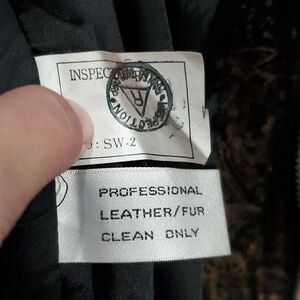 INSPEC
R
: SW-2
PROFESSIONAL
LEATHER/FUR
CLEAN ONLY